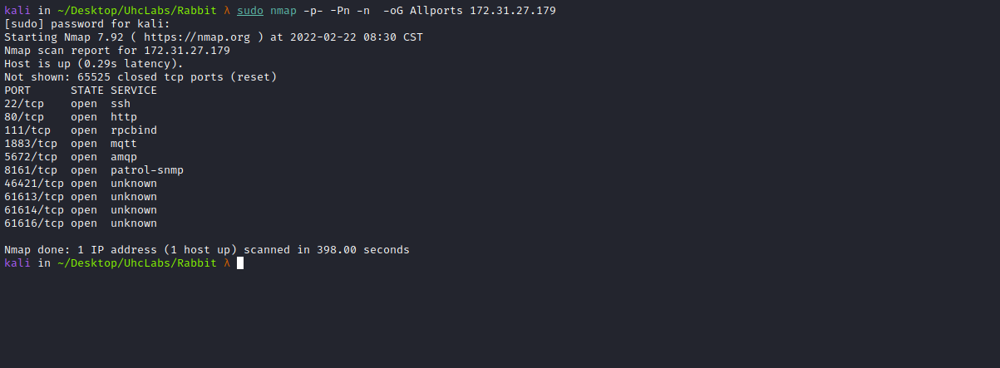 kali in ~/Desktop/UhcLabs/Rabbit λ sudo nmap -p- -Pn -n  -oG Allports 172.31.27.179
[sudo] password for kali:
Starting Nmap 7.92 ( https://nmap.org ) at 2022-02-22 08:30 CST
Nmap scan report for 172.31.27.179
Host is up (0.29s latency).
Not shown: 65525 closed tcp ports (reset)
PORT      STATE SERVICE
22/tcp    open  ssh
80/tcp    open  http
111/tcp   open  rpcbind
1883/tcp  open  mqtt
5672/tcp  open  amqp
8161/tcp  open  patrol-snmp
46421/tcp open  unknown
61613/tcp open  unknown
61614/tcp open  unknown
61616/tcp open  unknown
Nmap done: 1 IP address (1 host up) scanned in 398.00 seconds
kali in ~/Desktop/UhcLabs/Rabbit λ